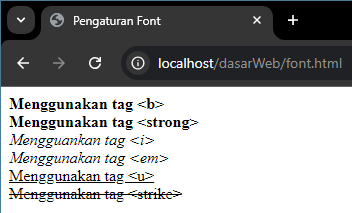 Pengaturan Font
localhost/dasarWeb/font.html
Menggunakan tag <b>
Menggunakan tag <strong>
Mengguankan tag <i>
Menggunakan tag <em>
Menggunakan tag <u>
Menggunakan tag <strike>